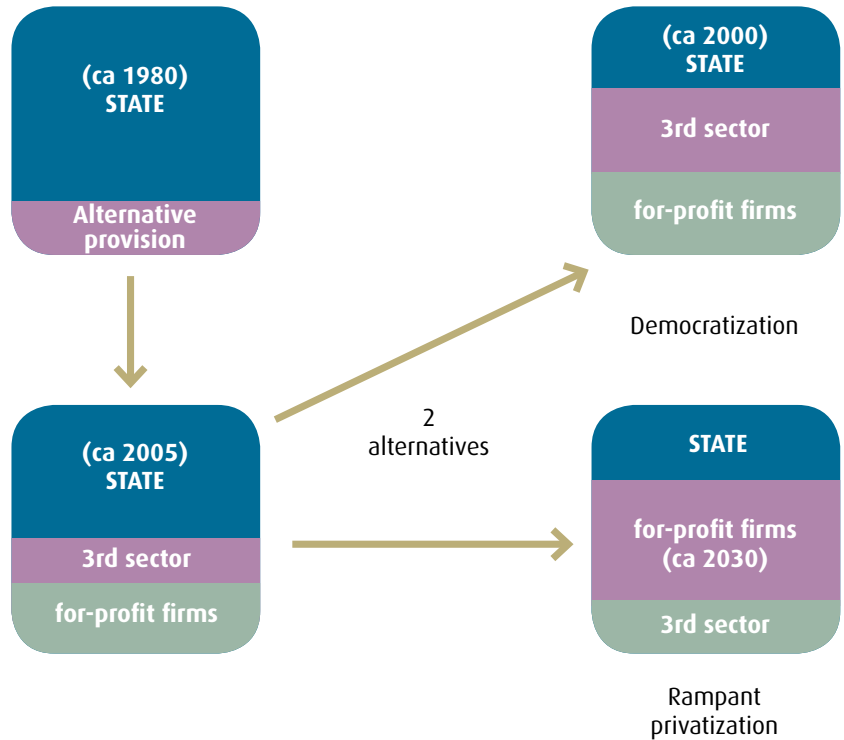 (ca 1980)
STATE
Alternative
provision
(ca 2000)
STATE
3rd sector
for-profit firms
Democratization
2
alternatives
(ca 2005)
STATE
3rd sector
for-profit firms
STATE
for-profit firms
(ca 2030)
3rd sector
Rampant
privatization